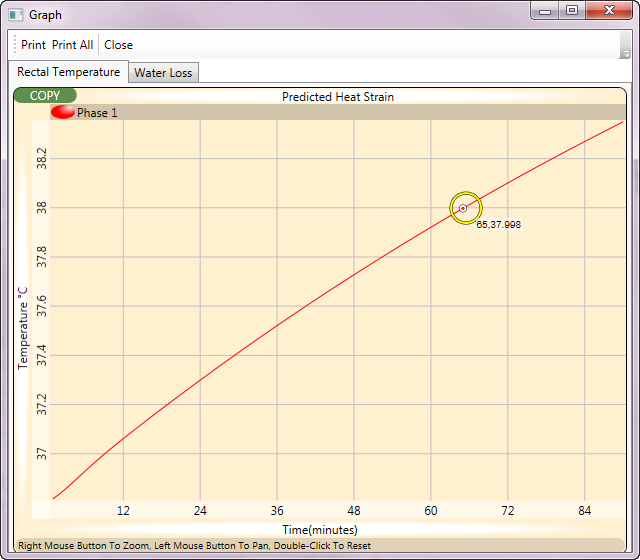 Graph
Print Print All Close
Rectal Temperature Water Loss
COPY Predicted Heat Strain
Phase 1
38.2
38
65,37.998
37.8
37.6
Temperature °C
37.4
37.2
37
12 24 36 48 60 72 84
Time(minutes)
Right Mouse Button To Zoom, Left Mouse Button To Pan, Double-Click To Reset